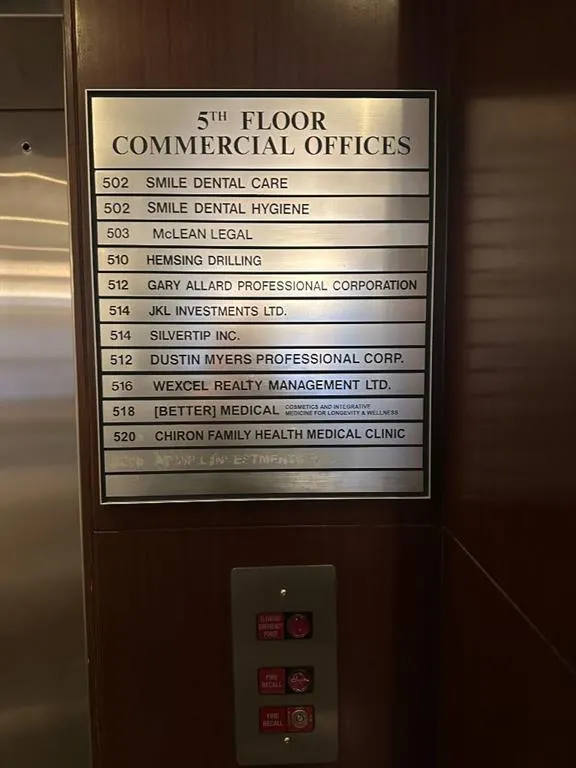 5TH FLOOR
COMMERCIAL OFFICES
502 SMILE DENTAL CARE
502 SMILE DENTAL HYGIENE
503 McLEAN LEGAL
510 HEMSING DRILLING
512 GARY ALLARD PROFESSIONAL CORPORATION
514 JKL INVESTMENTS LTD.
514 SILVERTIP INC.
512 DUSTIN MYERS PROFESSIONAL CORP.
516 WEXCEL REALTY MANAGEMENT LTD.
518 [BETTER] MEDICAL COSMETICS AND INTEGRATIVE
MEDICINE FOR LONGEVITY & WELLNESS
520 CHIRON FAMILY HEALTH MEDICAL CLINIC
INVESTMENTS
EMERGENCY
POWER
FIRE
RECALL
FIRE
RECALL